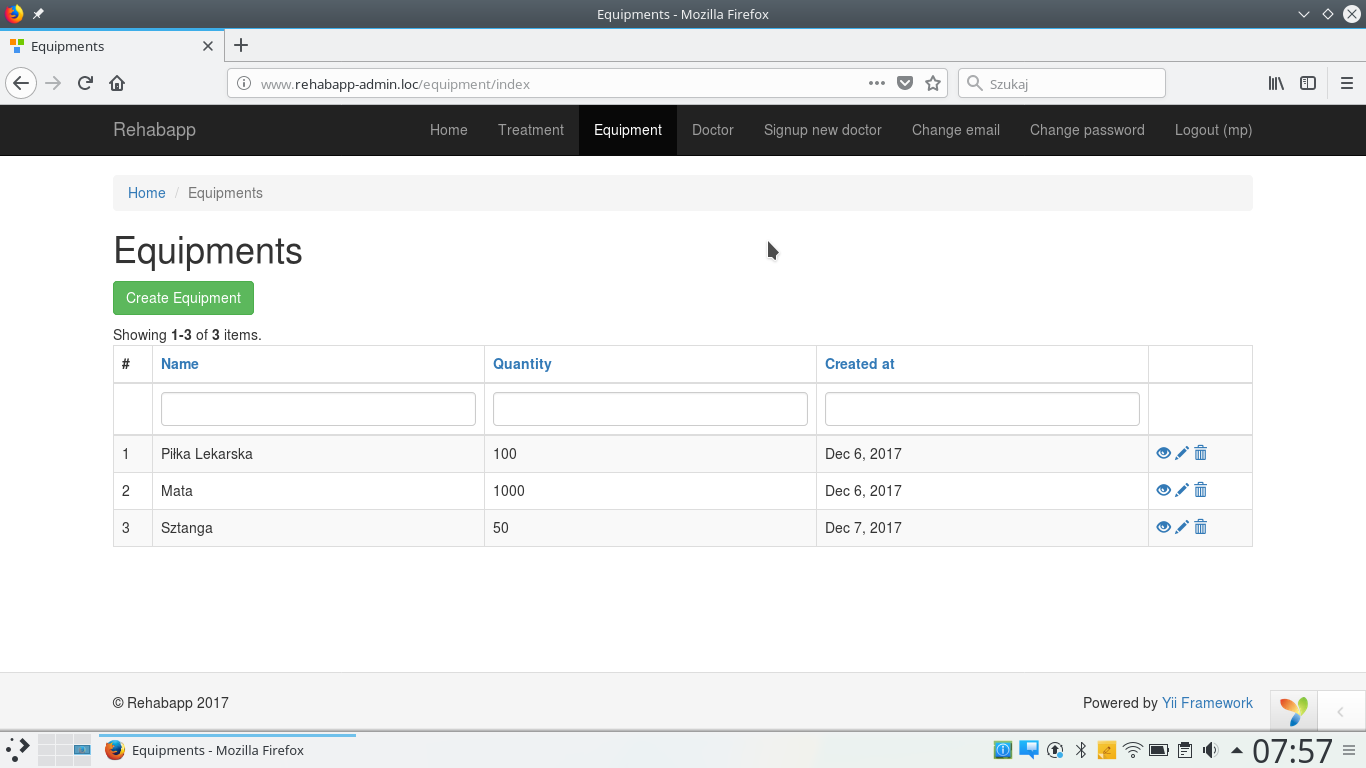 Equipments - Mozilla Firefox
Equipments
www.rehabapp-admin.loc/equipment/index
Szukaj
Rehabapp Home Treatment Equipment Doctor Signup new doctor Change email Change password Logout (mp)
Home / Equipments
Equipments
Create Equipment
Showing 1-3 of 3 items.
# Name Quantity Created at
1 Piłka Lekarska 100 Dec 6, 2017
2 Mata 1000 Dec 6, 2017
3 Sztanga 50 Dec 7, 2017
© Rehabapp 2017 Powered by Yii Framework
Equipments - Mozilla Firefox 07:57